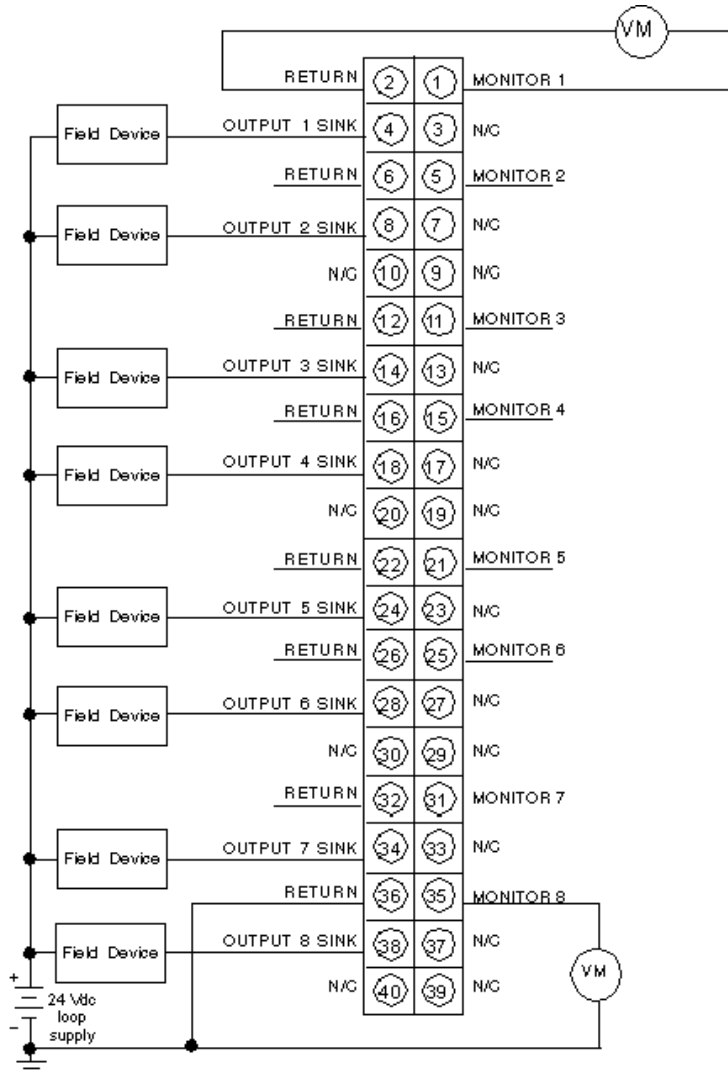 VM
RETURN 2 1 MONITOR 1
Field Device OUTPUT 1 SINK 4 3 N/C
RETURN 6 5 MONITOR 2
Field Device OUTPUT 2 SINK 8 7 N/C
N/C 10 9 N/C
RETURN 12 11 MONITOR 3
Field Device OUTPUT 3 SINK 14 13 N/C
RETURN 16 15 MONITOR 4
Field Device OUTPUT 4 SINK 18 17 N/C
N/C 20 19 N/C
RETURN 22 21 MONITOR 5
Field Device OUTPUT 5 SINK 24 23 N/C
RETURN 26 25 MONITOR 6
Field Device OUTPUT 6 SINK 28 27 N/C
N/C 30 29 N/C
RETURN 32 31 MONITOR 7
Field Device OUTPUT 7 SINK 34 33 N/C
RETURN 36 35 MONITOR 8
Field Device OUTPUT 8 SINK 38 37 N/C
VM
+
N/C 40 39 N/C
24 Vdc
loop
supply
−